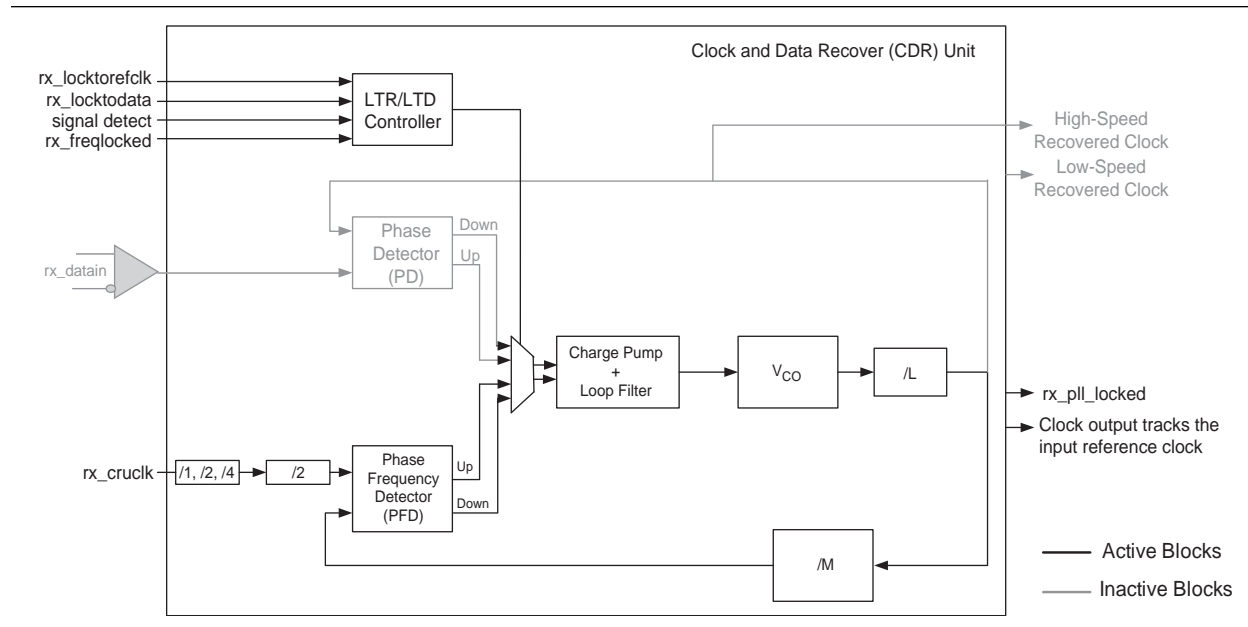 Clock and Data Recover (CDR) Unit
rx_locktorefclk
rx_locktodata
signal detect
rx_freqlocked
LTR/LTD
Controller
High-Speed
Recovered Clock
Low-Speed
Recovered Clock
rx_datain
Phase
Detector
(PD)
Down
Up
Charge Pump
+
Loop Filter
VCO
/L
rx_pll_locked
Clock output tracks the
input reference clock
rx_cruclk
/1, /2, /4
/2
Phase
Frequency
Detector
(PFD)
Up
Down
/M
Active Blocks
Inactive Blocks